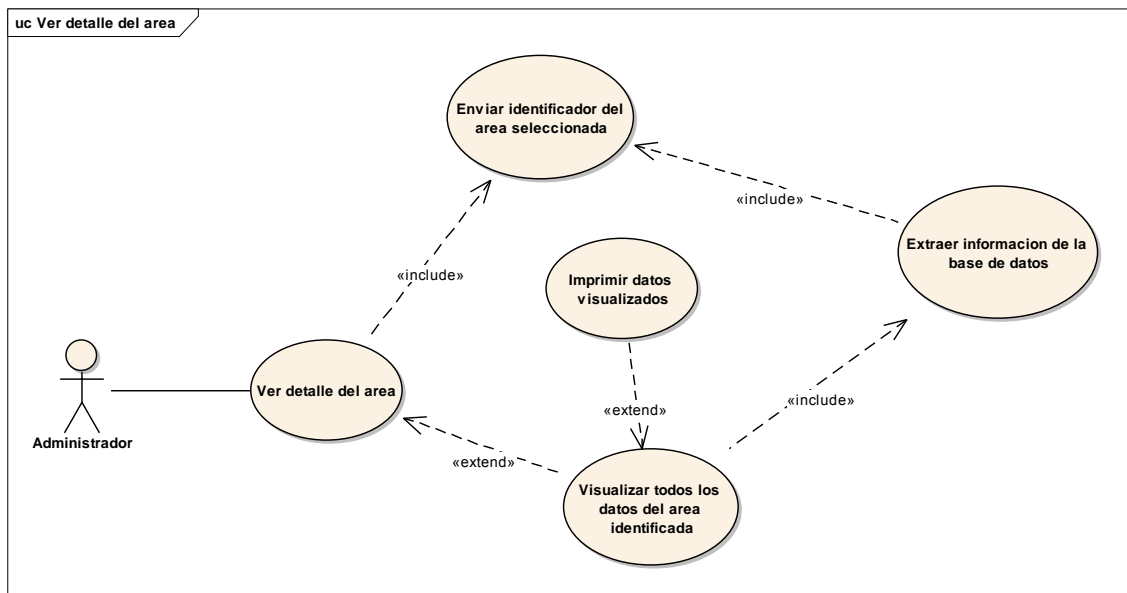 uc Ver detalle del area
Enviar identificador del
area seleccionada
«include»
Extraer informacion de la
base de datos
«include»
Imprimir datos
visualizados
Ver detalle del area
Administrador
«extend»
«include»
«extend»
Visualizar todos los
datos del area
identificada